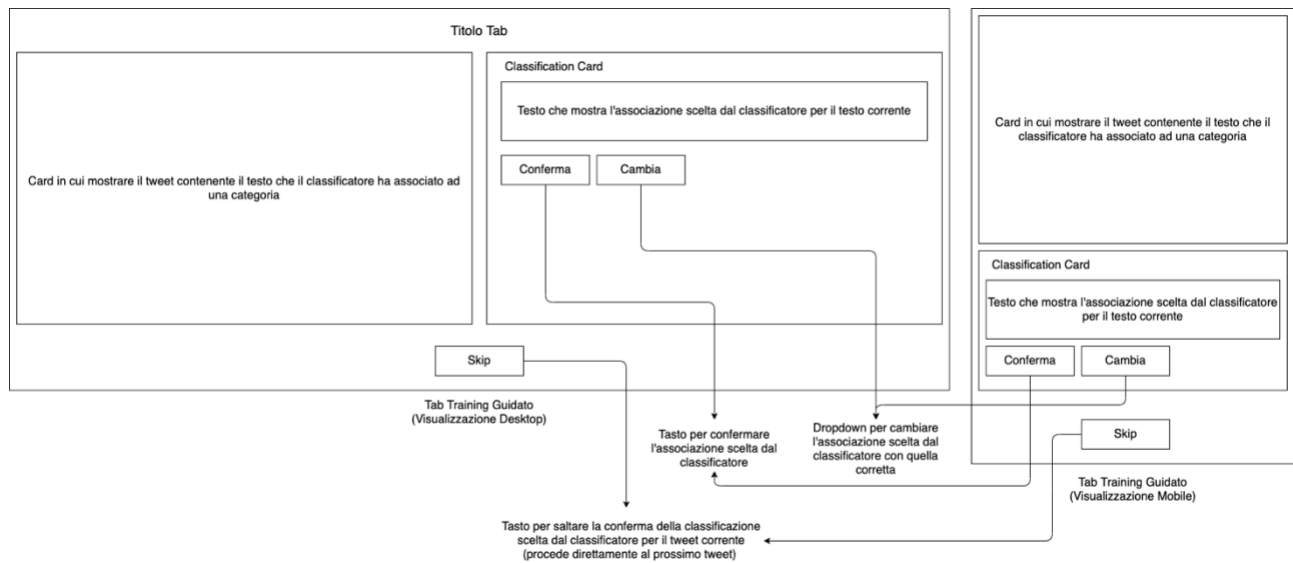 Titolo Tab
Card in cui mostrare il tweet contenente il testo che il classificatore ha associato ad
una categoria
Classification Card
Testo che mostra l'associazione scelta dal classificatore per il testo corrente
Conferma
Cambia
Skip
Tab Training Guidato
(Visualizzazione Desktop)
Card in cui mostrare il tweet contenente il testo che il
classificatore ha associato ad una categoria
Classification Card
Testo che mostra l'associazione scelta dal classificatore
per il testo corrente
Conferma
Cambia
Skip
Tab Training Guidato
(Visualizzazione Mobile)
Tasto per confermare
l'associazione scelta dal
classificatore
Dropdown per cambiare
l'associazione scelta dal
classificatore con quella
corretta
Tasto per saltare la conferma della classificazione
scelta dal classificatore per il tweet corrente
(procede direttamente al prossimo tweet)